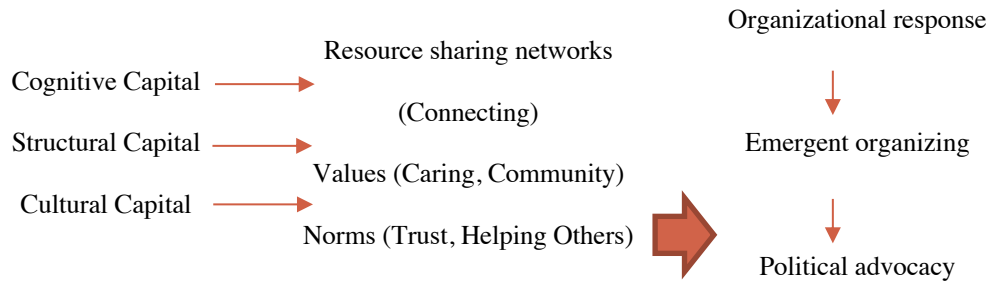 Cognitive Capital
Structural Capital
Cultural Capital
Resource sharing networks
(Connecting)
Values (Caring, Community)
Norms (Trust, Helping Others)
Organizational response
Emergent organizing
Political advocacy